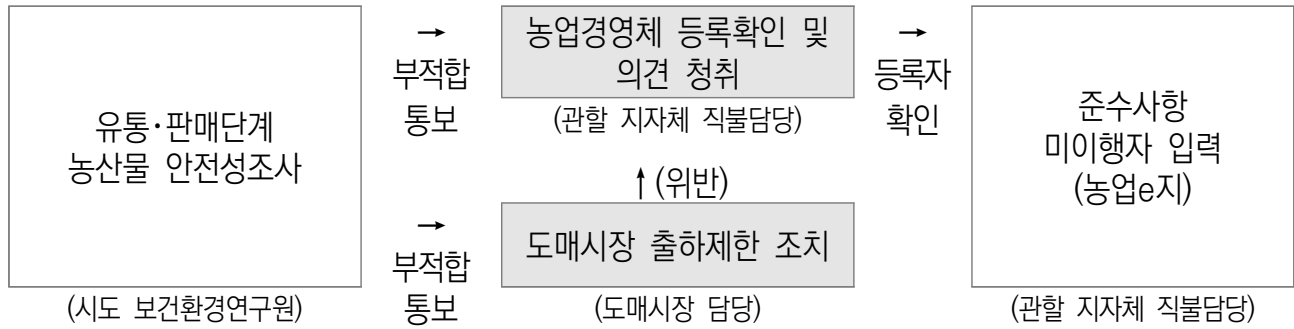 유통·판매단계
농산물 안전성조사
(시도 보건환경연구원)
→
부적합
통보
→
부적합
통보
농업경영체 등록확인 및
의견 청취
(관할 지자체 직불담당)
↑(위반)
도매시장 출하제한 조치
(도매시장 담당)
→
등록자
확인
준수사항
미이행자 입력
(농업e지)
(관할 지자체 직불담당)